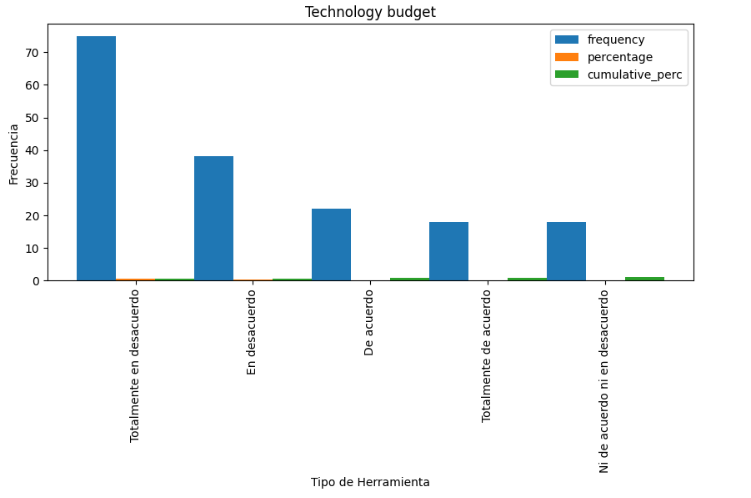 Technology budget
frequency
percentage
cumulative_perc
Frecuencia
70
60
50
40
30
20
10
0
Totalmente en desacuerdo
En desacuerdo
De acuerdo
Totalmente de acuerdo
Ni de acuerdo ni en desacuerdo
Tipo de Herramienta